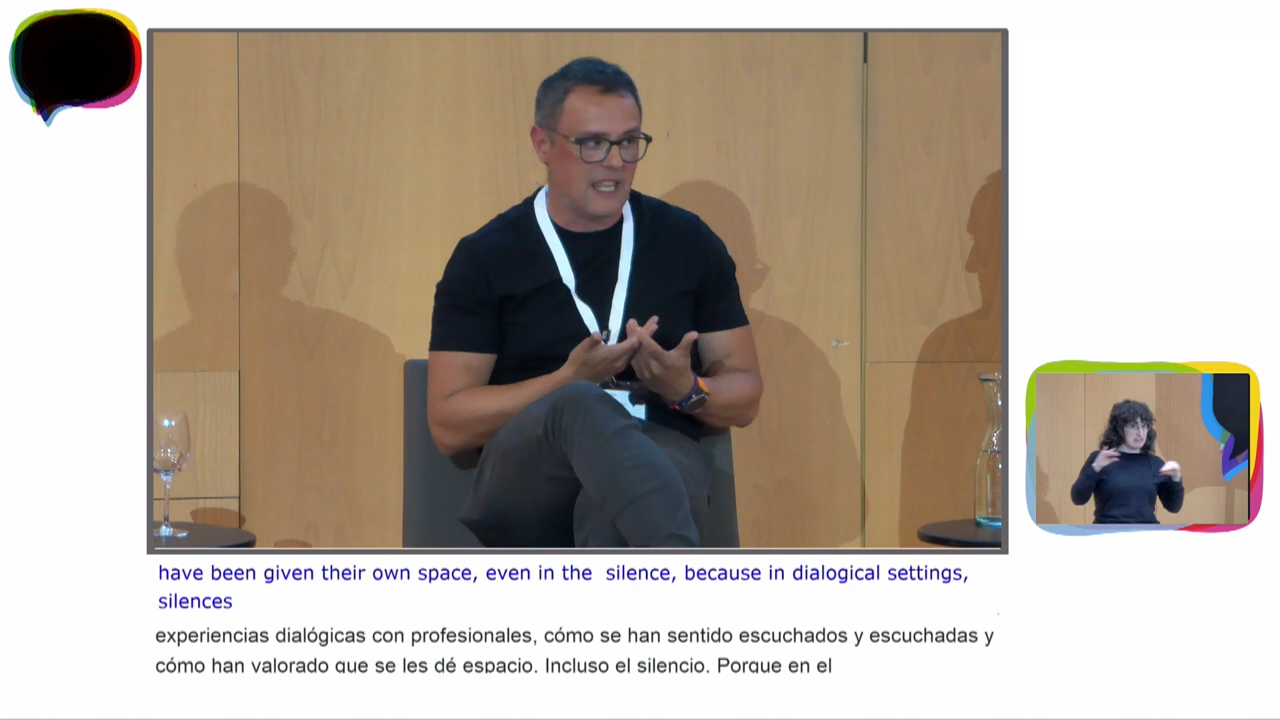 have been given their own space, even in the silence, because in dialogical settings,
silences
experiencias dialógicas con profesionales, cómo se han sentido escuchados y escuchadas y
cómo han valorado que se les dé espacio. Incluso el silencio. Porque en el